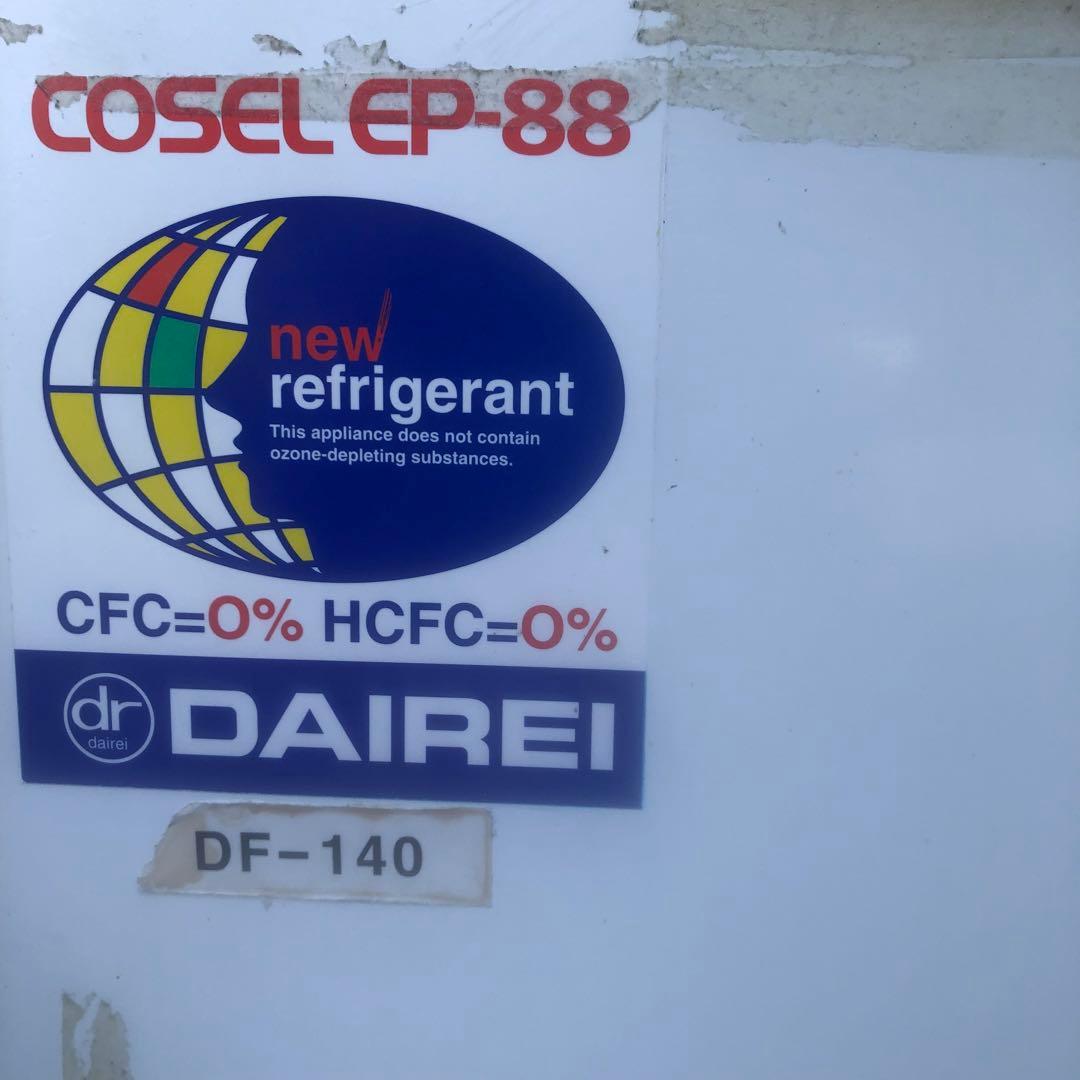 COSEL EP-88
new
refrigerant
This appliance does not contain
ozone-depleting substances.
CFC=0% HCFC=0%
dr
dairei
DAIREI
DF-140